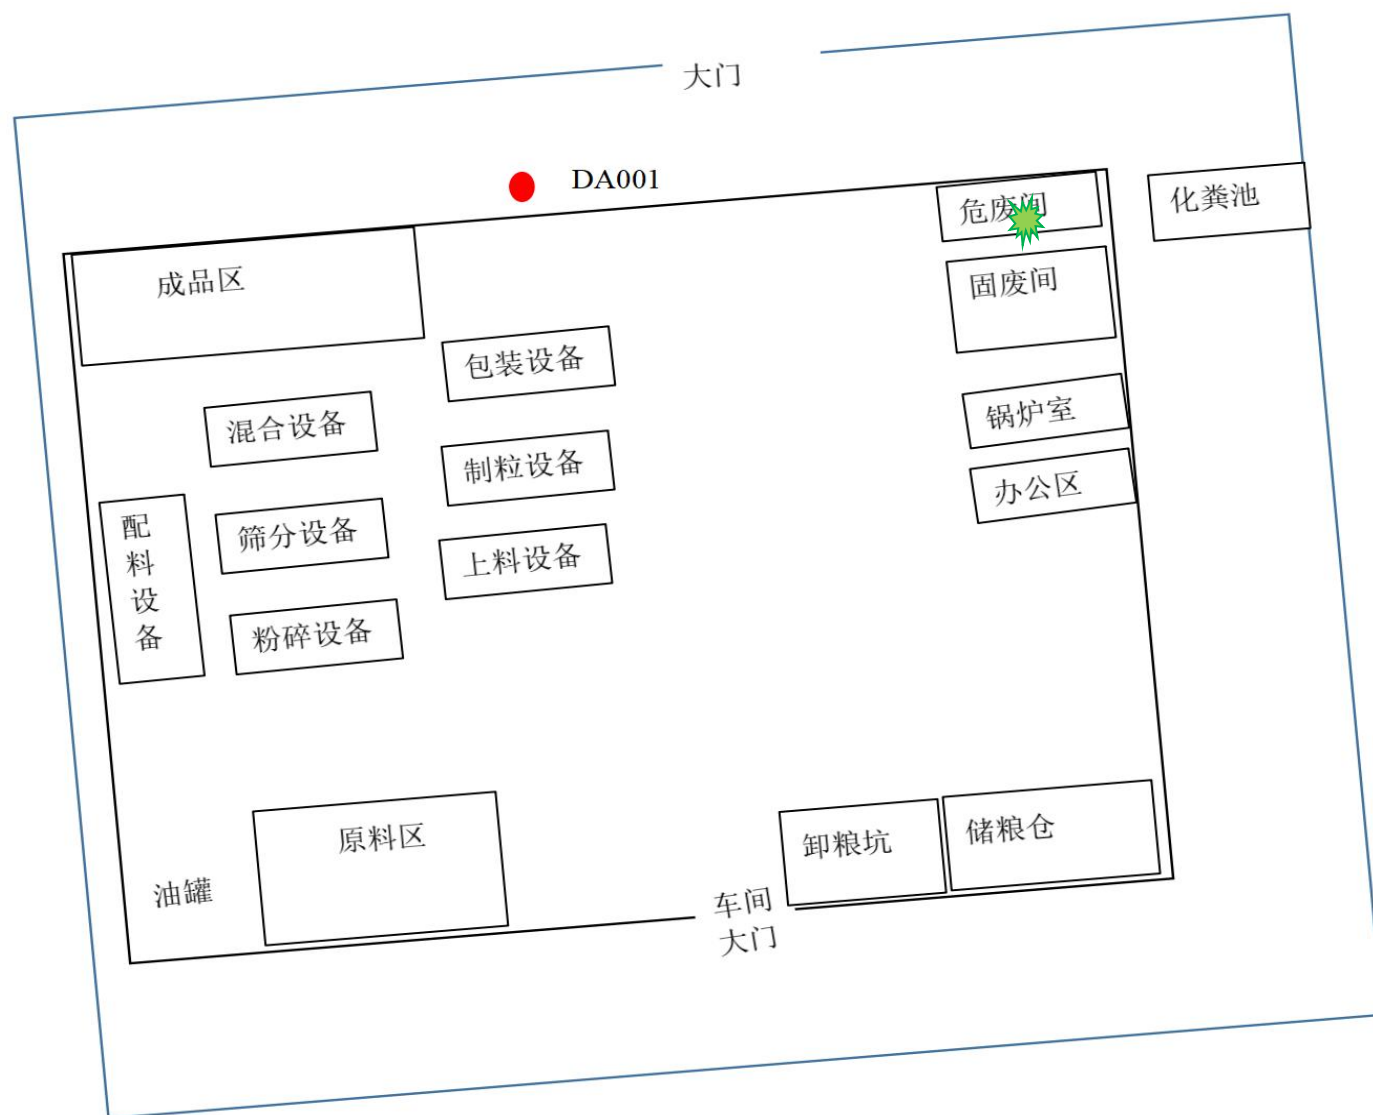 大门
DA001
危废间
化粪池
成品区
固废间
包装设备
混合设备
锅炉室
制粒设备
办公区
配
料
设
备
筛分设备
上料设备
粉碎设备
原料区
卸粮坑
储粮仓
油罐
车间
大门